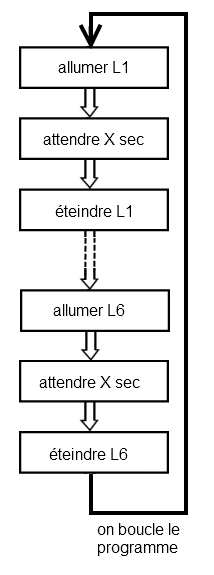 allumer L1
attendre X sec
éteindre L1
allumer L6
attendre X sec
éteindre L6
on boucle le
programme